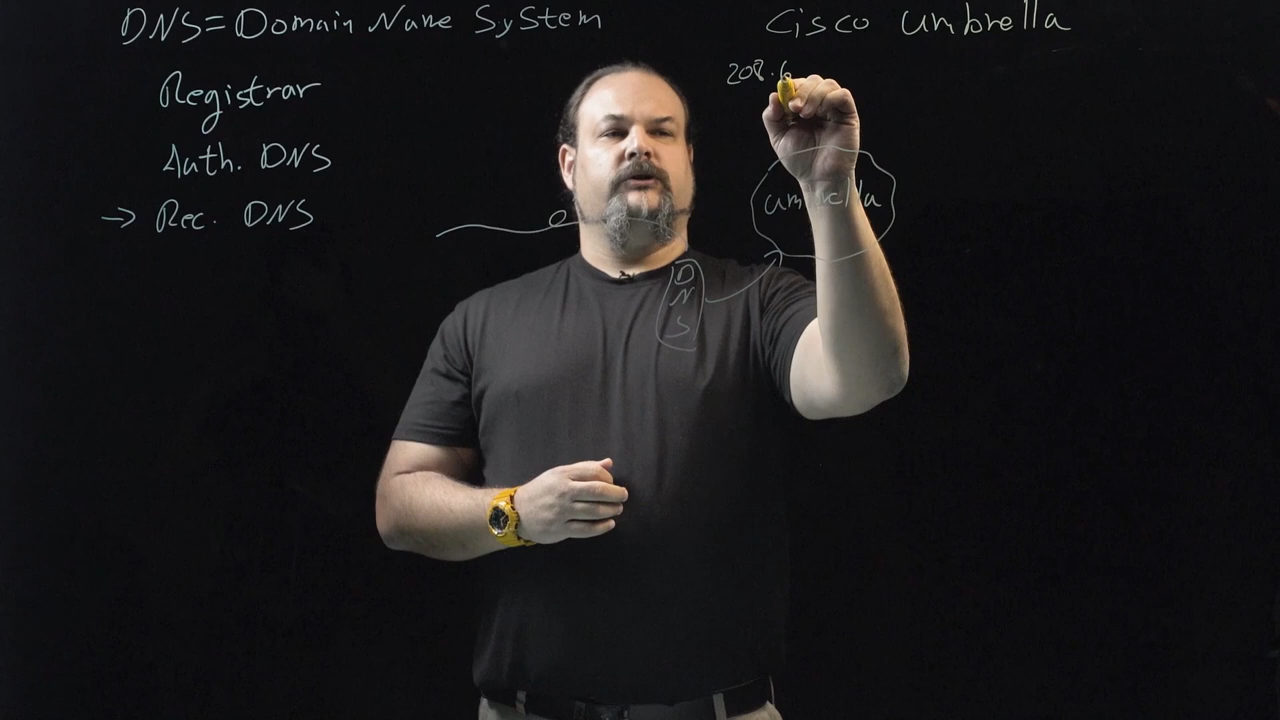 DNS = Domain Name System
Registrar
Auth. DNS
→ Rec. DNS
Cisco Umbrella
208.6
umbrella
DNS